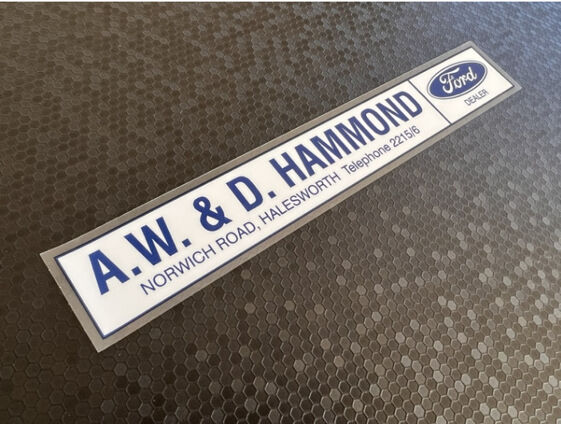 A.W. & D. HAMMOND
NORWICH ROAD, HALESWORTH Telephone 2215/6
Ford
DEALER